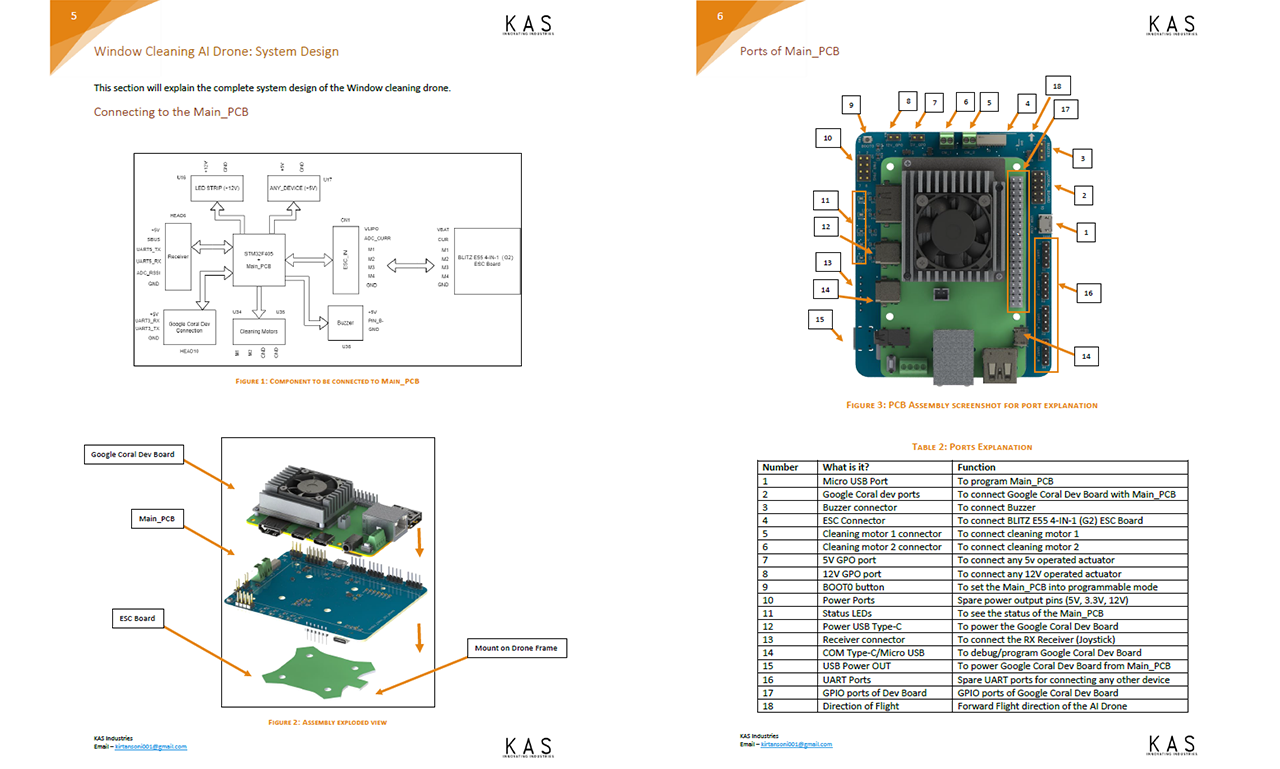 5
KAS
INNOVATING INDUSTRIES
Window Cleaning AI Drone: System Design
This section will explain the complete system design of the Window cleaning drone.
Connecting to the Main_PCB
+12V
GND
+5V
GND
U16
LED STRIP (+12V)
ANY_DEVICE (+5V)
U17
HEAD6
+5V
SBUS
UART5_TX
UART5_RX
ADC_RSSI
GND
Receiver
STM32F405
+
Main_PCB
CN1
ESC_IN
VLIPO
ADC_CURR
M1
M2
M3
M4
GND
VBAT
CUR
M1
M2
M3
M4
GND
BLITZ E55 4-IN-1 (G2)
ESC Board
+5V
UART3_RX
UART3_TX
GND
Google Coral Dev
Connection
HEAD10
U34
U35
Cleaning Motors
GND
GND
Buzzer
+5V
PIN_B-
GND
U38
Figure 1: Component to be connected to Main_PCB
Google Coral Dev Board
Main_PCB
ESC Board
Mount on Drone Frame
Figure 2: Assembly exploded view
KAS Industries
Email – kirtansoni001@gmail.com
KAS
INNOVATING INDUSTRIES
6
KAS
INNOVATING INDUSTRIES
Ports of Main_PCB
18
9
8
7
6
5
4
17
10
3
11
2
12
1
13
14
16
15
14
Figure 3: PCB Assembly screenshot for port explanation
Table 2: Ports Explanation
Number What is it? Function
1 Micro USB Port To program Main_PCB
2 Google Coral dev ports To connect Google Coral Dev Board with Main_PCB
3 Buzzer connector To connect Buzzer
4 ESC Connector To connect BLITZ E55 4-IN-1 (G2) ESC Board
5 Cleaning motor 1 connector To connect cleaning motor 1
6 Cleaning motor 2 connector To connect cleaning motor 2
7 5V GPO port To connect any 5v operated actuator
8 12V GPO port To connect any 12V operated actuator
9 BOOT0 button To set the Main_PCB into programmable mode
10 Power Ports Spare power output pins (5V, 3.3V, 12V)
11 Status LEDs To see the status of the Main_PCB
12 Power USB Type-C To power the Google Coral Dev Board
13 Receiver connector To connect the RX Receiver (Joystick)
14 COM Type-C/Micro USB To debug/program Google Coral Dev Board
15 USB Power OUT To power Google Coral Dev Board from Main_PCB
16 UART Ports Spare UART ports for connecting any other device
17 GPIO ports of Dev Board GPIO ports of Google Coral Dev Board
18 Direction of Flight Forward Flight direction of the AI Drone
KAS Industries
Email – kirtansoni001@gmail.com
KAS
INNOVATING INDUSTRIES